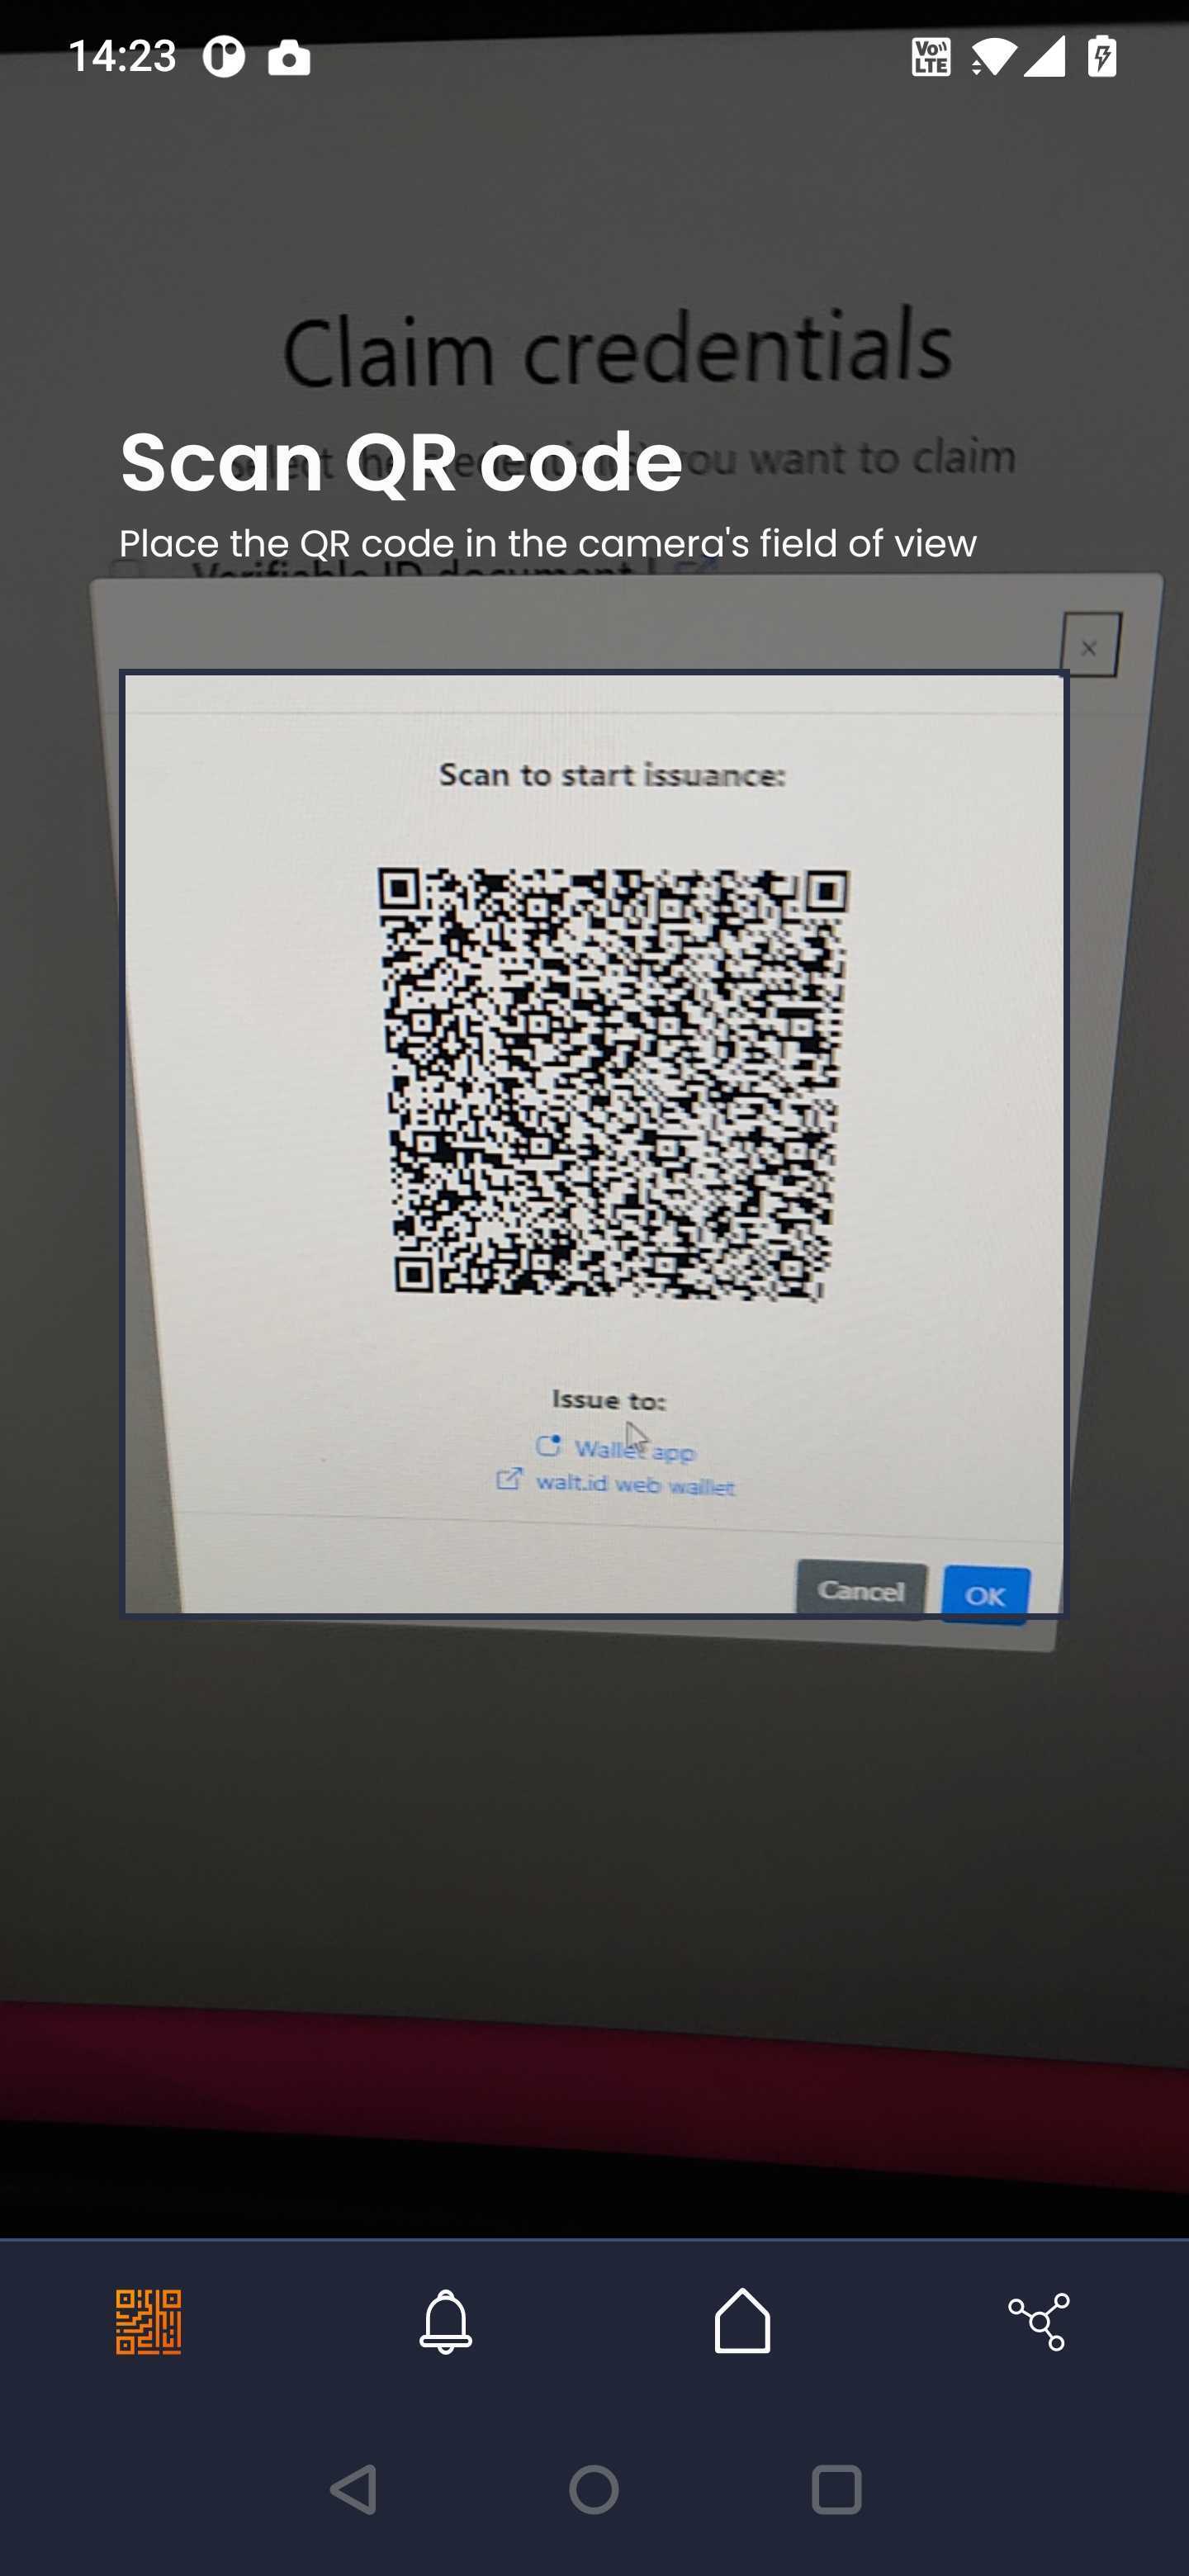 14:23
Vo
LTE
Claim credentials
Scan QR code
you want to claim
Place the QR code in the camera's field of view
Verifiable ID document
×
Scan to start issuance:
Issue to:
Wallet app
walt.id web wallet
Cancel
OK